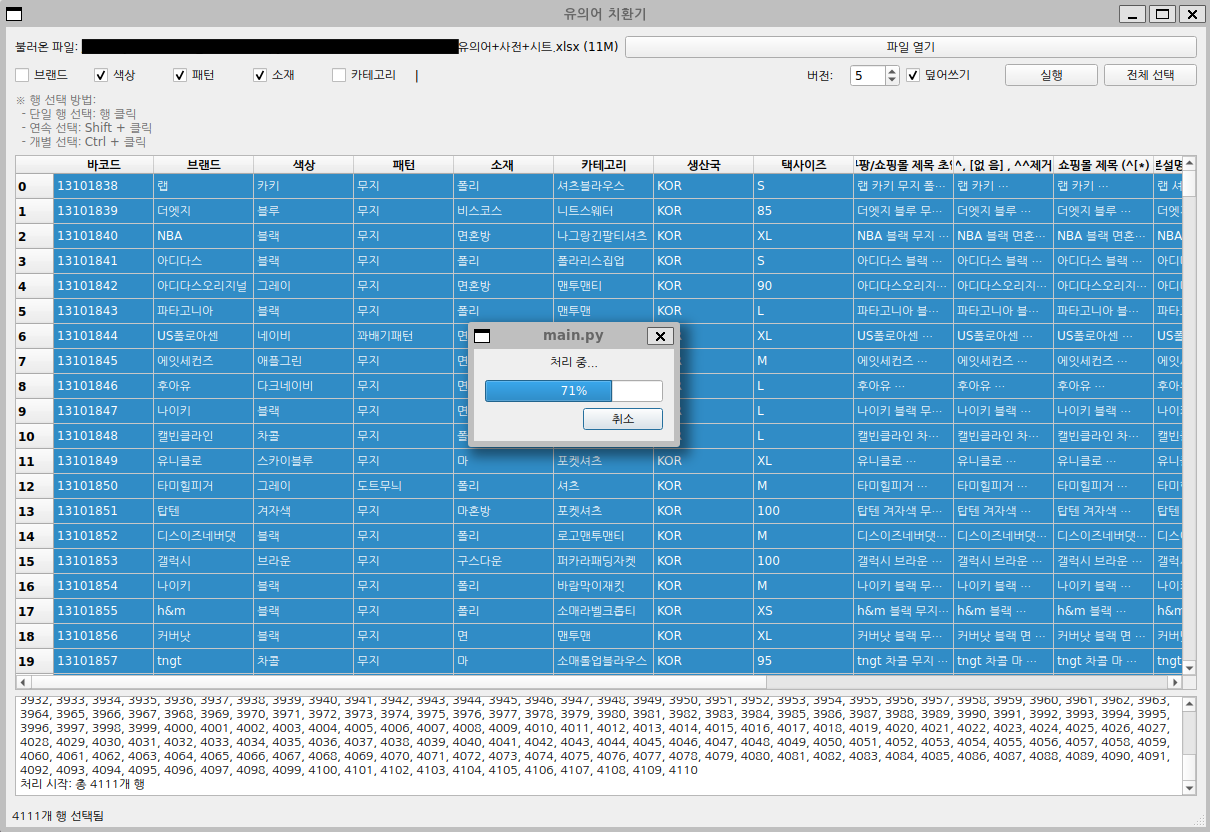 유의어 치환기
불러온 파일: 유의어+사전+시트.xlsx (11M) 파일 열기
브랜드 색상 패턴 소재 카테고리 | 버전: 5 덮어쓰기 실행 전체 선택
※ 행 선택 방법:
- 단일 행 선택: 행 클릭
- 연속 선택: Shift + 클릭
- 개별 선택: Ctrl + 클릭
바코드 브랜드 색상 패턴 소재 카테고리 생산국 택사이즈 팡/쇼핑몰 제목 초 ^, [없 음] , ^^제거 쇼핑몰 제목 (^[*) 설명
0 13101838 랩 카키 무지 폴리 셔츠블라우스 KOR S 랩 카키 무지 폴… 랩 카키 … 랩 카키 … 랩 셔
1 13101839 더엣지 블루 무지 비스코스 니트스웨터 KOR 85 더엣지 블루 무… 더엣지 블루 … 더엣지 블루 … 더엣지
2 13101840 NBA 블랙 무지 면혼방 나그랑긴팔티셔츠 KOR XL NBA 블랙 무지 … NBA 블랙 면혼… NBA 블랙 면혼… NBA
3 13101841 아디다스 블랙 무지 폴리 폴라리스집업 KOR S 아디다스 블랙 … 아디다스 블랙 … 아디다스 블랙 … 아디다
4 13101842 아디다스오리지널 그레이 무지 면혼방 맨투맨티 KOR 90 아디다스오리지… 아디다스오리지… 아디다스오리지… 아디다
5 13101843 파타고니아 블랙 무지 폴리 맨투맨 KOR L 파타고니아 블… 파타고니아 블… 파타고니아 블… 파타고
6 13101844 US폴로아센 네이비 꽈배기패턴 면 XL US폴로아센 … US폴로아센 … US폴로아센 … US폴
7 13101845 에잇세컨즈 애플그린 무지 면 M 에잇세컨즈 … 에잇세컨즈 … 에잇세컨즈 … 에잇세
8 13101846 후아유 다크네이비 무지 면 L 후아유 … 후아유 … 후아유 … 후아유
9 13101847 나이키 블랙 무지 면 L 나이키 블랙 무… 나이키 블랙 … 나이키 블랙 … 나이키
10 13101848 캘빈클라인 차콜 무지 폴 L 캘빈클라인 차… 캘빈클라인 차… 캘빈클라인 차… 캘빈클
11 13101849 유니클로 스카이블루 무지 마 포켓셔츠 KOR XL 유니클로 … 유니클로 … 유니클로 … 유니클
12 13101850 타미힐피거 그레이 도트무늬 폴리 셔츠 KOR M 타미힐피거 … 타미힐피거 … 타미힐피거 … 타미힐
13 13101851 탑텐 겨자색 무지 마혼방 포켓셔츠 KOR 100 탑텐 겨자색 무… 탑텐 겨자색 … 탑텐 겨자색 … 탑텐
14 13101852 디스이즈네버댓 블랙 무지 폴리 로고맨투맨티 KOR M 디스이즈네버댓… 디스이즈네버댓… 디스이즈네버댓… 디스이
15 13101853 갤럭시 브라운 무지 구스다운 퍼카라패딩자켓 KOR 100 갤럭시 브라운 … 갤럭시 브라운 … 갤럭시 브라운 … 갤럭시
16 13101854 나이키 블랙 무지 폴리 바람막이재킷 KOR M 나이키 블랙 무… 나이키 블랙 … 나이키 블랙 … 나이키
17 13101855 h&m 블랙 무지 폴리 소매라벨크롭티 KOR XS h&m 블랙 무지… h&m 블랙 … h&m 블랙 … h&m
18 13101856 커버낫 블랙 무지 면 맨투맨 KOR XL 커버낫 블랙 무… 커버낫 블랙 면 … 커버낫 블랙 면 … 커버낫
19 13101857 tngt 차콜 무지 마 소매롤업블라우스 KOR 95 tngt 차콜 무지 … tngt 차콜 마 … tngt 차콜 마 … tngt
main.py
처리 중...
71%
취소
3932, 3933, 3934, 3935, 3936, 3937, 3938, 3939, 3940, 3941, 3942, 3943, 3944, 3945, 3946, 3947, 3948, 3949, 3950, 3951, 3952, 3953, 3954, 3955, 3956, 3957, 3958, 3959, 3960, 3961, 3962, 3963,
3964, 3965, 3966, 3967, 3968, 3969, 3970, 3971, 3972, 3973, 3974, 3975, 3976, 3977, 3978, 3979, 3980, 3981, 3982, 3983, 3984, 3985, 3986, 3987, 3988, 3989, 3990, 3991, 3992, 3993, 3994, 3995,
3996, 3997, 3998, 3999, 4000, 4001, 4002, 4003, 4004, 4005, 4006, 4007, 4008, 4009, 4010, 4011, 4012, 4013, 4014, 4015, 4016, 4017, 4018, 4019, 4020, 4021, 4022, 4023, 4024, 4025, 4026, 4027,
4028, 4029, 4030, 4031, 4032, 4033, 4034, 4035, 4036, 4037, 4038, 4039, 4040, 4041, 4042, 4043, 4044, 4045, 4046, 4047, 4048, 4049, 4050, 4051, 4052, 4053, 4054, 4055, 4056, 4057, 4058, 4059,
4060, 4061, 4062, 4063, 4064, 4065, 4066, 4067, 4068, 4069, 4070, 4071, 4072, 4073, 4074, 4075, 4076, 4077, 4078, 4079, 4080, 4081, 4082, 4083, 4084, 4085, 4086, 4087, 4088, 4089, 4090, 4091,
4092, 4093, 4094, 4095, 4096, 4097, 4098, 4099, 4100, 4101, 4102, 4103, 4104, 4105, 4106, 4107, 4108, 4109, 4110
처리 시작: 총 4111개 행
4111개 행 선택됨